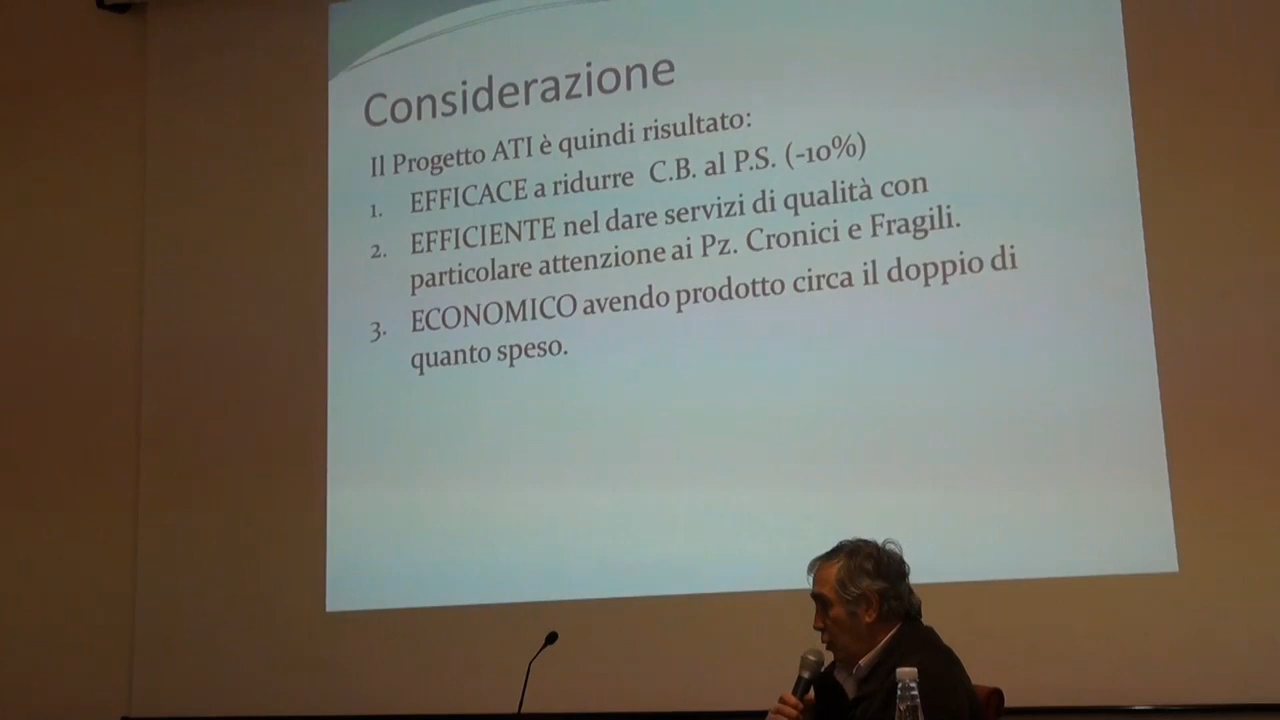 Considerazione
Il Progetto ATI è quindi risultato:
1. EFFICACE a ridurre C.B. al P.S. (-10%)
2. EFFICIENTE nel dare servizi di qualità con
particolare attenzione ai Pz. Cronici e Fragili.
3. ECONOMICO avendo prodotto circa il doppio di
quanto speso.